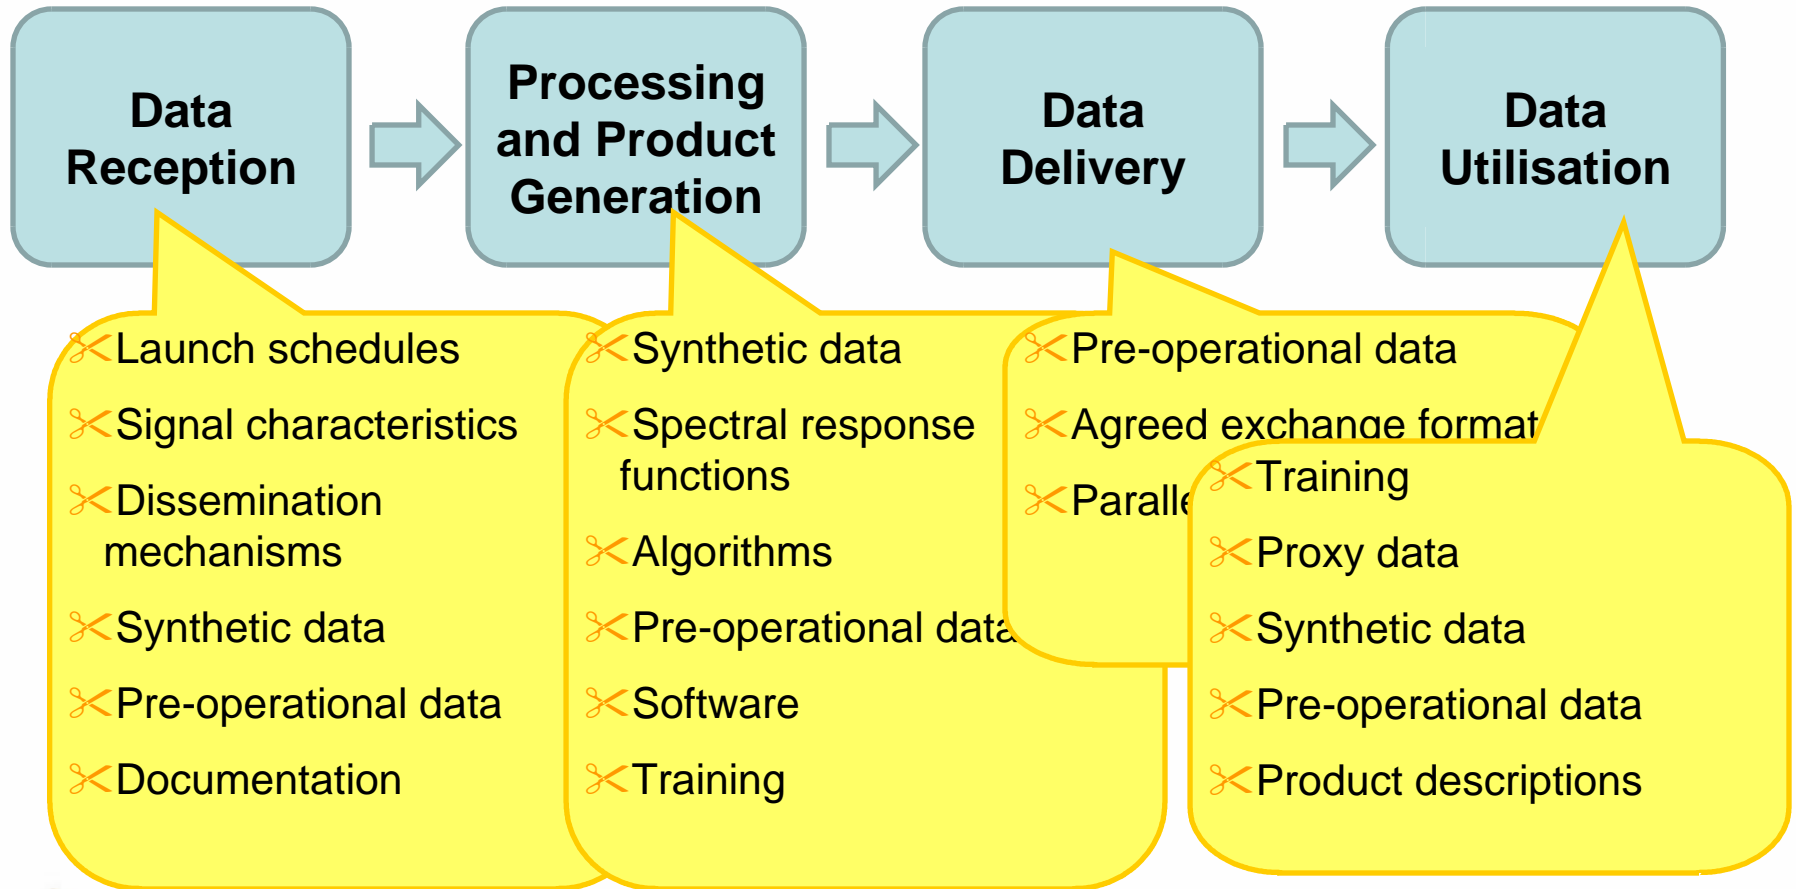 Data
Reception
Processing
and Product
Generation
Data
Delivery
Data
Utilisation
Launch schedules
Signal characteristics
Dissemination
mechanisms
Synthetic data
Pre-operational data
Documentation
Synthetic data
Spectral response
functions
Algorithms
Pre-operational data
Software
Training
Pre-operational data
Agreed exchange format
Training
Proxy data
Synthetic data
Pre-operational data
Product descriptions